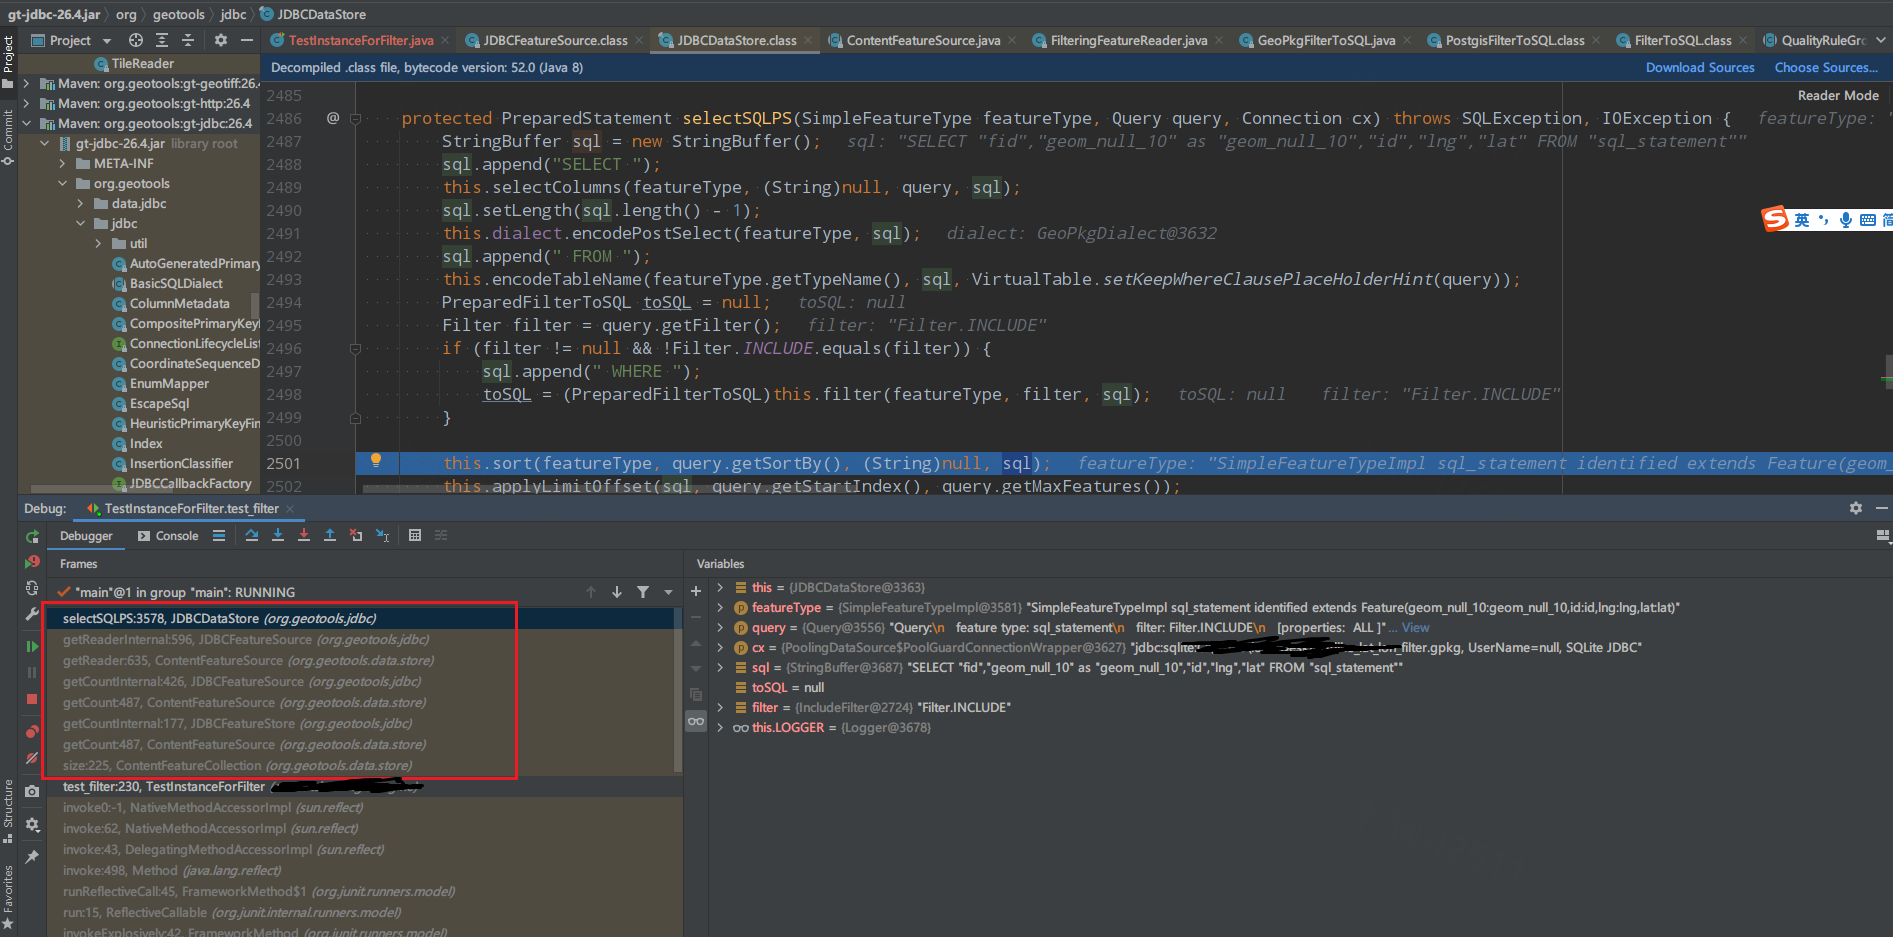 gt-jdbc-26.4.jar › org › geotools › jdbc › JDBCDataStore
Project
TestInstanceForFilter.java
JDBCFeatureSource.class
JDBCDataStore.class
ContentFeatureSource.java
FilteringFeatureReader.java
GeoPkgFilterToSQL.java
PostgisFilterToSQL.class
FilterToSQL.class
QualityRuleGr
Project
Commit
Structure
Favorites
TileReader
Maven: org.geotools:gt-geotiff:26.
Maven: org.geotools:gt-http:26.4
Maven: org.geotools:gt-jdbc:26.4
gt-jdbc-26.4.jar library root
META-INF
org.geotools
data.jdbc
jdbc
util
AutoGeneratedPrimary
BasicSQLDialect
ColumnMetadata
CompositePrimaryKey
ConnectionLifecycleList
CoordinateSequenceD
EnumMapper
EscapeSql
HeuristicPrimaryKeyFin
Index
InsertionClassifier
JDBCCallbackFactory
Decompiled .class file, bytecode version: 52.0 (Java 8)
Download Sources
Choose Sources...
Reader Mode
2485
2486 @ protected PreparedStatement selectSQLPS(SimpleFeatureType featureType, Query query, Connection cx) throws SQLException, IOException { featureType: "
2487 StringBuffer sql = new StringBuffer(); sql: "SELECT "fid","geom_null_10" as "geom_null_10","id","lng","lat" FROM "sql_statement""
2488 sql.append("SELECT ");
2489 this.selectColumns(featureType, (String)null, query, sql);
2490 sql.setLength(sql.length() - 1);
2491 this.dialect.encodePostSelect(featureType, sql); dialect: GeoPkgDialect@3632
2492 sql.append(" FROM ");
2493 this.encodeTableName(featureType.getTypeName(), sql, VirtualTable.setKeepWhereClausePlaceHolderHint(query));
2494 PreparedFilterToSQL toSQL = null; toSQL: null
2495 Filter filter = query.getFilter(); filter: "Filter.INCLUDE"
2496 if (filter != null && !Filter.INCLUDE.equals(filter)) {
2497 sql.append(" WHERE ");
2498 toSQL = (PreparedFilterToSQL)this.filter(featureType, filter, sql); toSQL: null filter: "Filter.INCLUDE"
2499 }
2500
2501 this.sort(featureType, query.getSortBy(), (String)null, sql); featureType: "SimpleFeatureTypeImpl sql_statement identified extends Feature(geom_
2502 this.applyLimitOffset(sql, query.getStartIndex(), query.getMaxFeatures());
英 简
Debug: TestInstanceForFilter.test_filter
Debugger
Console
Frames
"main"@1 in group "main": RUNNING
selectSQLPS:3578, JDBCDataStore (org.geotools.jdbc)
getReaderInternal:596, JDBCFeatureSource (org.geotools.jdbc)
getReader:635, ContentFeatureSource (org.geotools.data.store)
getCountInternal:426, JDBCFeatureSource (org.geotools.jdbc)
getCount:487, ContentFeatureSource (org.geotools.data.store)
getCountInternal:177, JDBCFeatureStore (org.geotools.jdbc)
getCount:487, ContentFeatureSource (org.geotools.data.store)
size:225, ContentFeatureCollection (org.geotools.data.store)
test_filter:230, TestInstanceForFilter
invoke0:-1, NativeMethodAccessorImpl (sun.reflect)
invoke:62, NativeMethodAccessorImpl (sun.reflect)
invoke:43, DelegatingMethodAccessorImpl (sun.reflect)
invoke:498, Method (java.lang.reflect)
runReflectiveCall:45, FrameworkMethod$1 (org.junit.runners.model)
run:15, ReflectiveCallable (org.junit.internal.runners.model)
invokeExplosively:42, FrameworkMethod (org.junit.runners.model)
Variables
this = {JDBCDataStore@3363}
featureType = {SimpleFeatureTypeImpl@3581} "SimpleFeatureTypeImpl sql_statement identified extends Feature(geom_null_10:geom_null_10,id:id,lng:lng,lat:lat)"
query = {Query@3556} "Query:\n feature type: sql_statement\n filter: Filter.INCLUDE\n [properties: ALL ]"... View
cx = {PoolingDataSource$PoolGuardConnectionWrapper@3627} "jdbc:sqlite: filter.gpkg, UserName=null, SQLite JDBC"
sql = {StringBuffer@3687} "SELECT "fid","geom_null_10" as "geom_null_10","id","lng","lat" FROM "sql_statement""
toSQL = null
filter = {IncludeFilter@2724} "Filter.INCLUDE"
this.LOGGER = {Logger@3678}